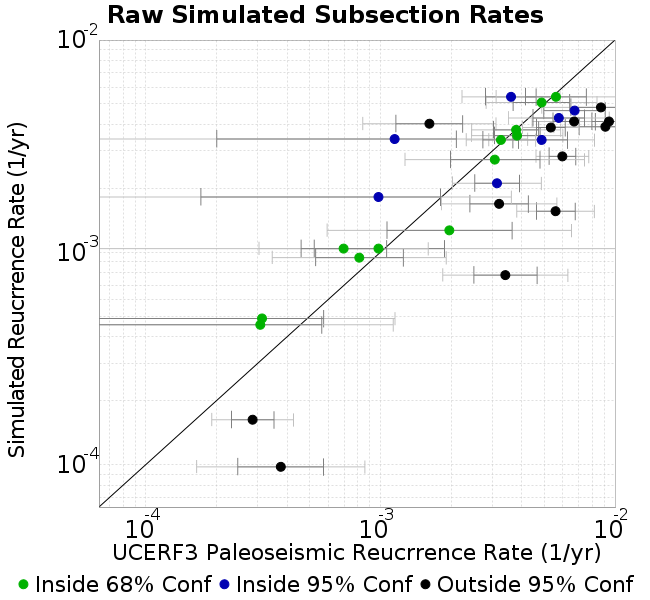 Raw Simulated Subsection Rates
10-2
10-3
10-4
Simulated Reucrrence Rate (1/yr)
10-4 10-3 10-2
UCERF3 Paleoseismic Reucrrence Rate (1/yr)
Inside 68% Conf Inside 95% Conf Outside 95% Conf